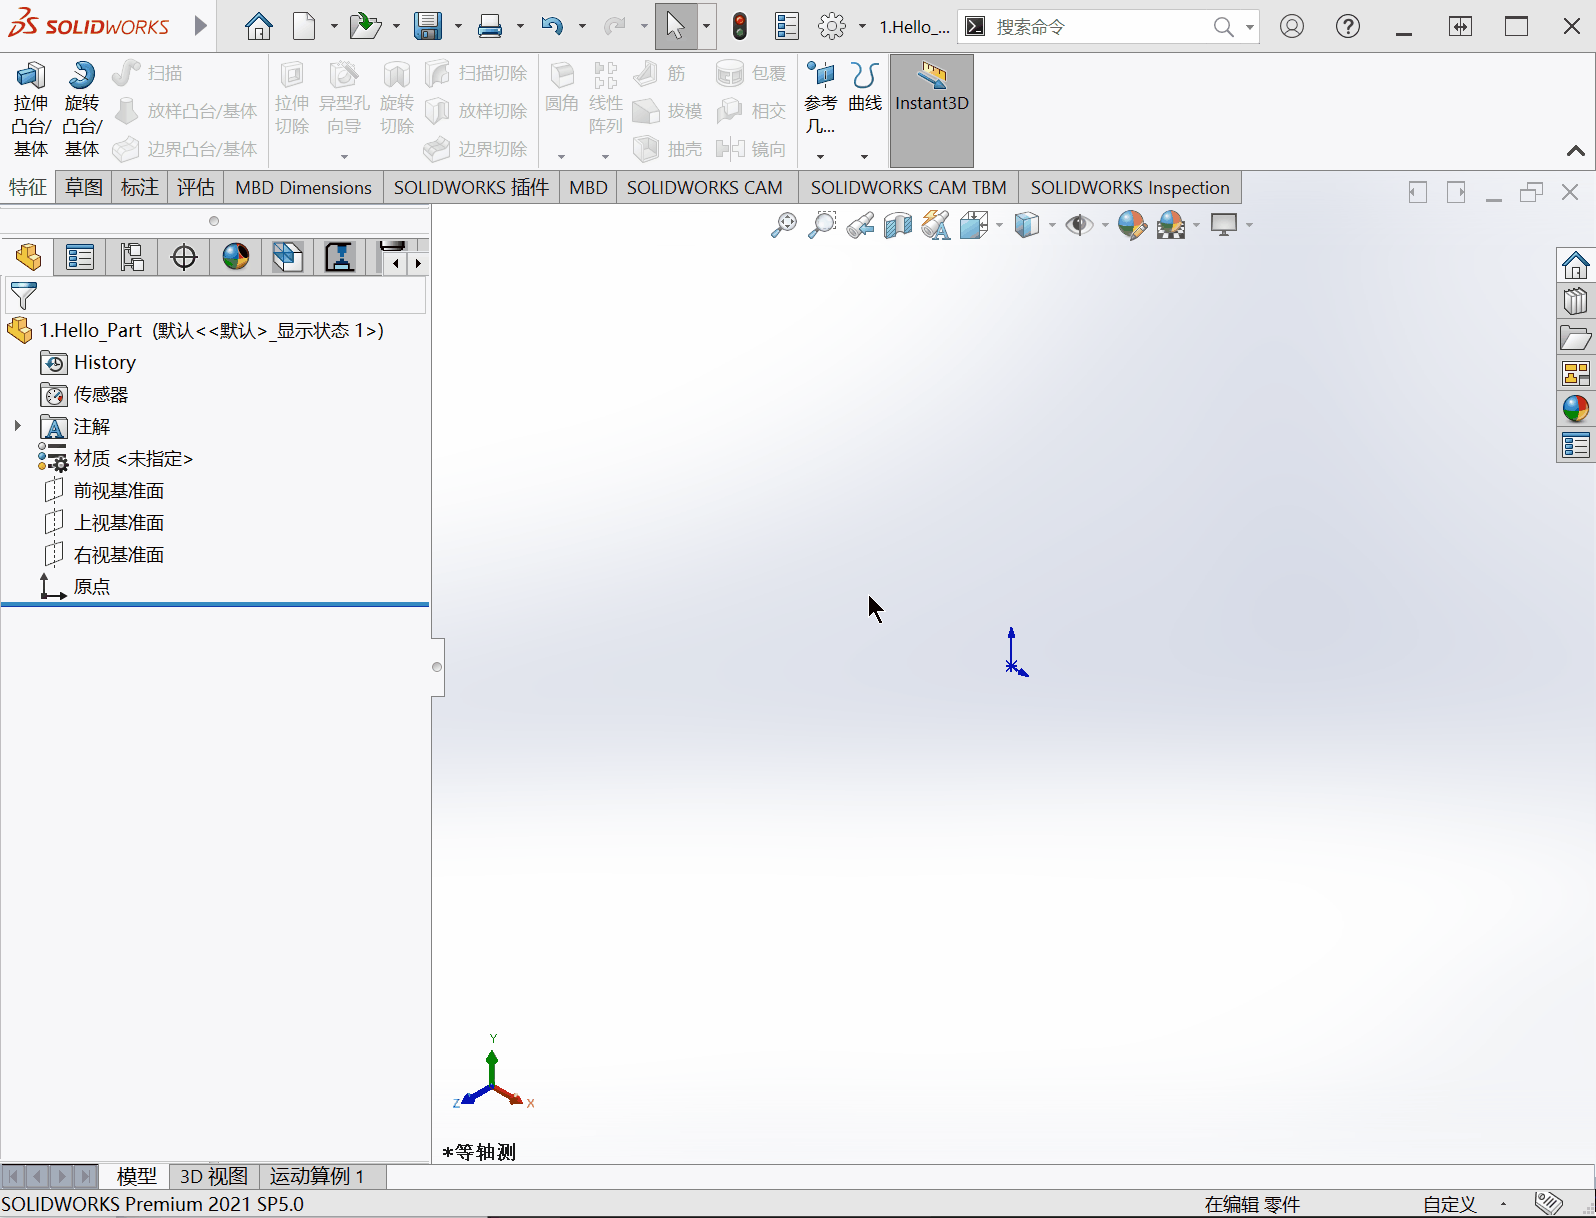 SOLIDWORKS
1.Hello_...
搜索命令
拉伸凸台/基体
旋转凸台/基体
扫描
放样凸台/基体
边界凸台/基体
拉伸切除
异型孔向导
旋转切除
扫描切除
放样切除
边界切除
圆角
线性阵列
筋
拔模
抽壳
包覆
相交
镜向
参考几...
曲线
Instant3D
特征
草图
标注
评估
MBD Dimensions
SOLIDWORKS 插件
MBD
SOLIDWORKS CAM
SOLIDWORKS CAM TBM
SOLIDWORKS Inspection
1.Hello_Part (默认<<默认>_显示状态 1>)
History
传感器
注解
材质 <未指定>
前视基准面
上视基准面
右视基准面
原点
Y
Z
X
*等轴测
模型
3D 视图
运动算例 1
SOLIDWORKS Premium 2021 SP5.0
在编辑 零件
自定义